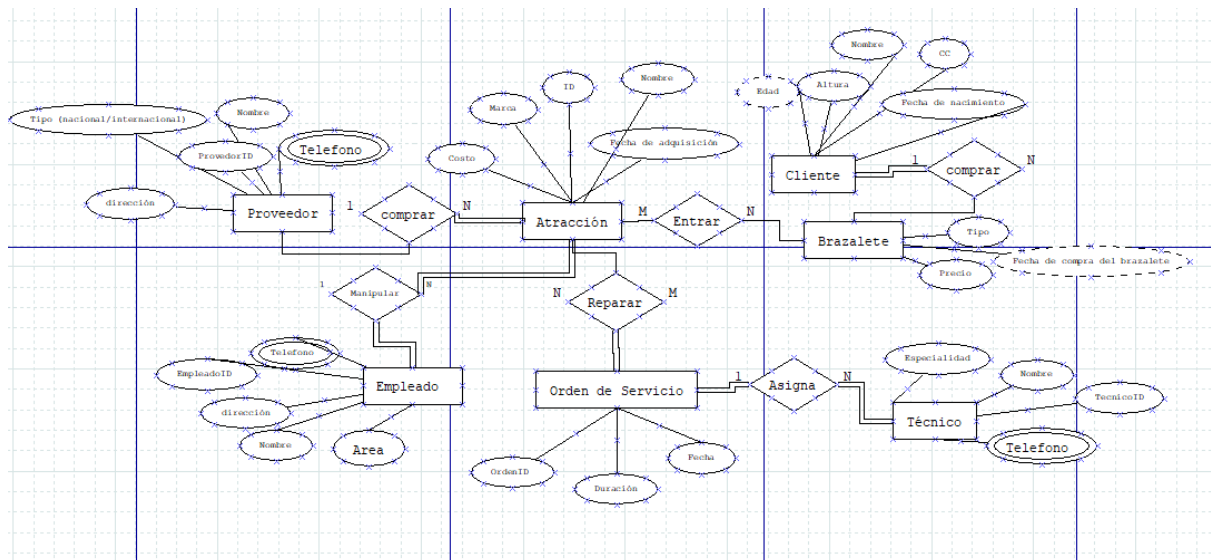 Nombre
CC
Edad
Altura
Fecha de nacimiento
Cliente
1
comprar
N
ID
Nombre
Marca
Fecha de adquisición
Costo
Atracción
M
Entrar
N
Tipo (nacional/internacional)
Nombre
ProvedorID
Telefono
dirección
Proveedor
1
comprar
N
Brazalete
Tipo
Fecha de compra del brazalete
Precio
1
Manipular
N
N
Reparar
M
Telefono
EmpleadoID
dirección
Nombre
Area
Empleado
Orden de Servicio
1
Asigna
N
OrdenID
Duración
Fecha
Especialidad
Nombre
TecnicoID
Técnico
Telefono